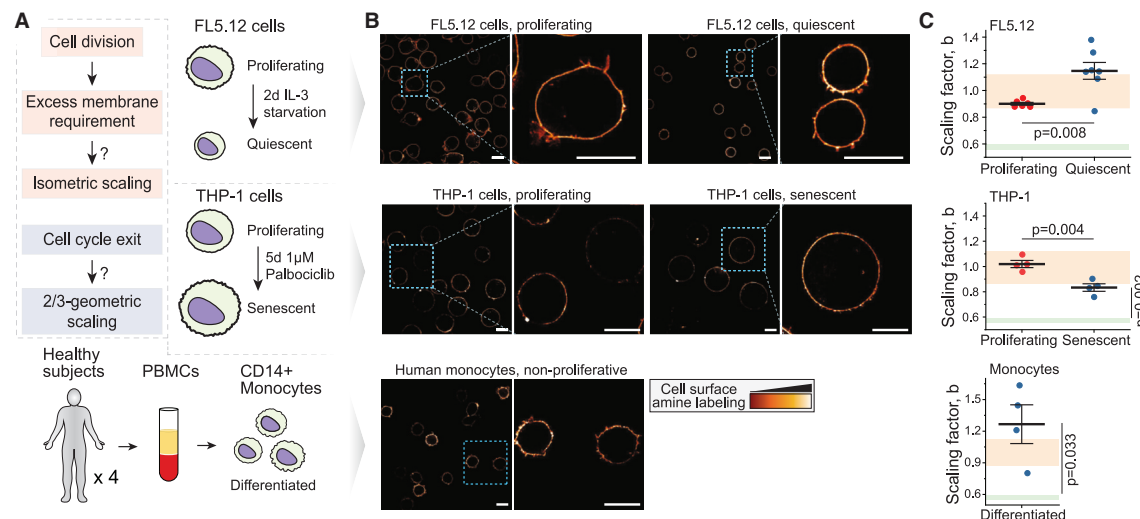 A
Cell division
Excess membrane
requirement
?
Isometric scaling
Cell cycle exit
?
2/3-geometric
scaling
FL5.12 cells
Proliferating
2d IL-3
starvation
Quiescent
THP-1 cells
Proliferating
5d 1µM
Palbociclib
Senescent
Healthy
subjects
x 4
PBMCs
CD14+
Monocytes
Differentiated
B
FL5.12 cells, proliferating
FL5.12 cells, quiescent
THP-1 cells, proliferating
THP-1 cells, senescent
Human monocytes, non-proliferative
Cell surface
amine labeling
C
FL5.12
Scaling factor, b
1.4
1.2
1.0
0.8
0.6
p=0.008
Proliferating
Quiescent
THP-1
Scaling factor, b
1.4
1.2
1.0
0.8
0.6
p=0.004
p=0.002
Proliferating
Senescent
Monocytes
Scaling factor, b
1.5
1.2
0.9
0.6
p=0.033
Differentiated